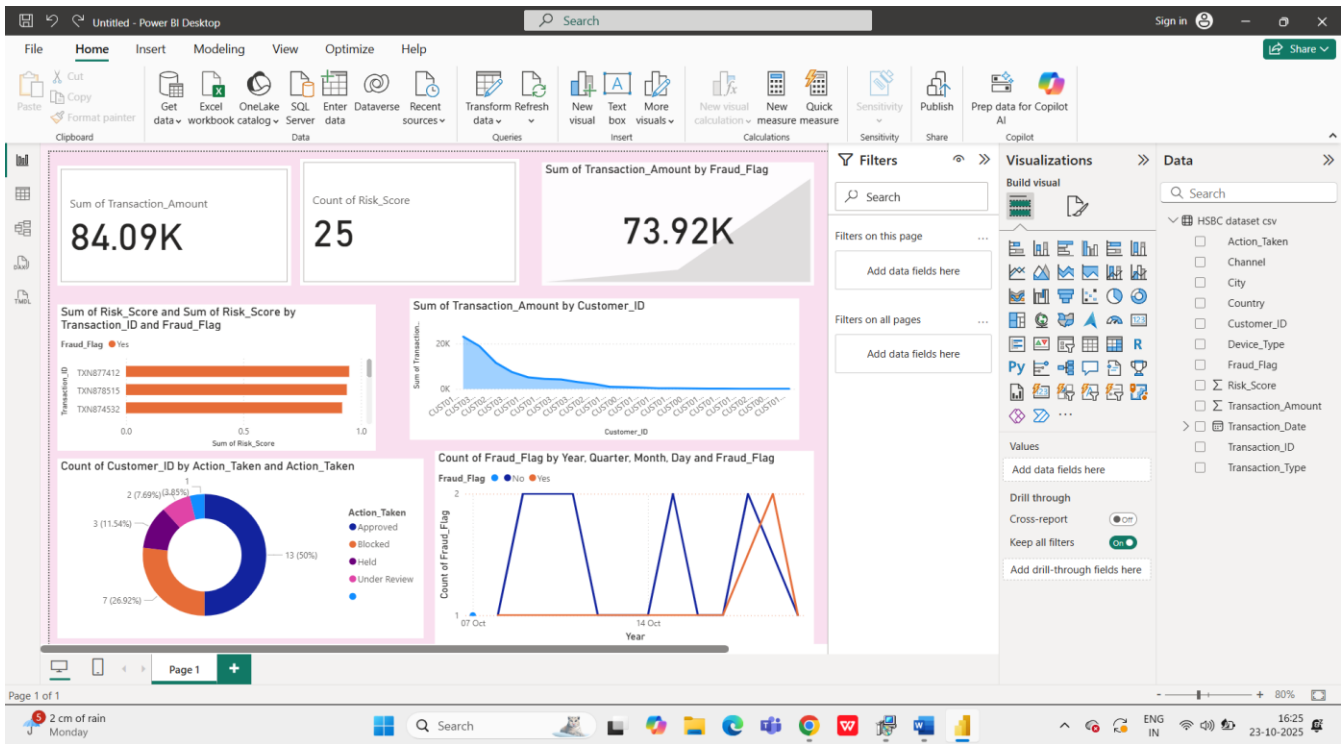 Untitled - Power BI Desktop
Search
Sign in
File Home Insert Modeling View Optimize Help
Share
Paste
Cut
Copy
Format painter
Get data
Excel workbook
OneLake catalog
SQL Server
Enter data
Dataverse
Recent sources
Transform data
Refresh
New visual
Text box
More visuals
New visual calculation
New measure
Quick measure
Sensitivity
Publish
Prep data for AI
Copilot
Clipboard
Data
Queries
Insert
Calculations
Sensitivity
Share
Copilot
DAX
TMDL
Sum of Transaction_Amount
84.09K
Count of Risk_Score
25
Sum of Transaction_Amount by Fraud_Flag
73.92K
Sum of Risk_Score and Sum of Risk_Score by
Transaction_ID and Fraud_Flag
Fraud_Flag Yes
Transaction_ID
TXN877412
TXN878515
TXN874532
0.0 0.5 1.0
Sum of Risk_Score
Sum of Transaction_Amount by Customer_ID
Sum of Transaction...
20K
0K
CUST01... CUST03... CUST02...
Customer_ID
Count of Customer_ID by Action_Taken and Action_Taken
1
(3.85%)
2 (7.69%)
3 (11.54%)
13 (50%)
7 (26.92%)
Action_Taken
Approved
Blocked
Held
Under Review
Count of Fraud_Flag by Year, Quarter, Month, Day and Fraud_Flag
Fraud_Flag No Yes
Count of Fraud_Flag
2
1
07 Oct 14 Oct
Year
Filters
Search
Filters on this page ...
Add data fields here
Filters on all pages ...
Add data fields here
Visualizations
Build visual
123
R
Py
...
Values
Add data fields here
Drill through
Cross-report Off
Keep all filters On
Add drill-through fields here
Data
Search
HSBC dataset csv
Action_Taken
Channel
City
Country
Customer_ID
Device_Type
Fraud_Flag
Risk_Score
Transaction_Amount
Transaction_Date
Transaction_ID
Transaction_Type
Page 1
Page 1 of 1
80%
5
2 cm of rain
Monday
Search
ENG
IN
16:25
23-10-2025